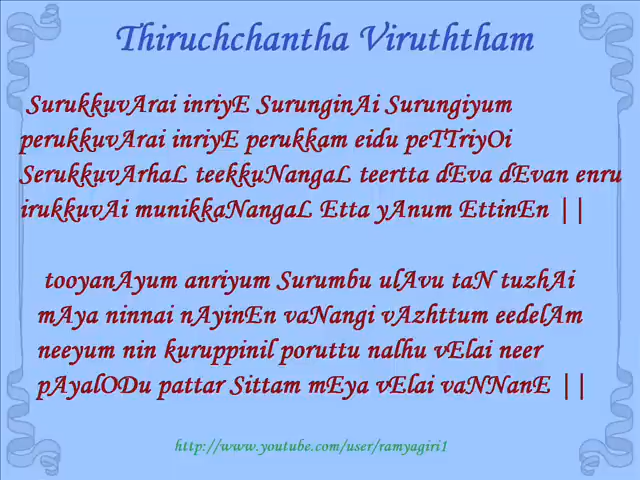 Thiruchchantha Viruththam
SurukkuvArai inriyE SurunginAi Surungiyum
perukkuvArai inriyE perukkam eidu peTTriyOi
SerukkuvArhaL teekkuNangaL teertta dEva dEvan enru
irukkuvAi munikkaNangaL Etta yAnum EttinEn ||
tooyanAyum anriyum Surumbu ulAvu taN tuzhAi
mAya ninnai nAyinEn vaNangi vAzhttum eedelAm
neeyum nin kuruppinil poruttu nalhu vElai neer
pAyalODu pattar Sittam mEya vElai vaNNanE ||
http://www.youtube.com/user/ramyagiri1